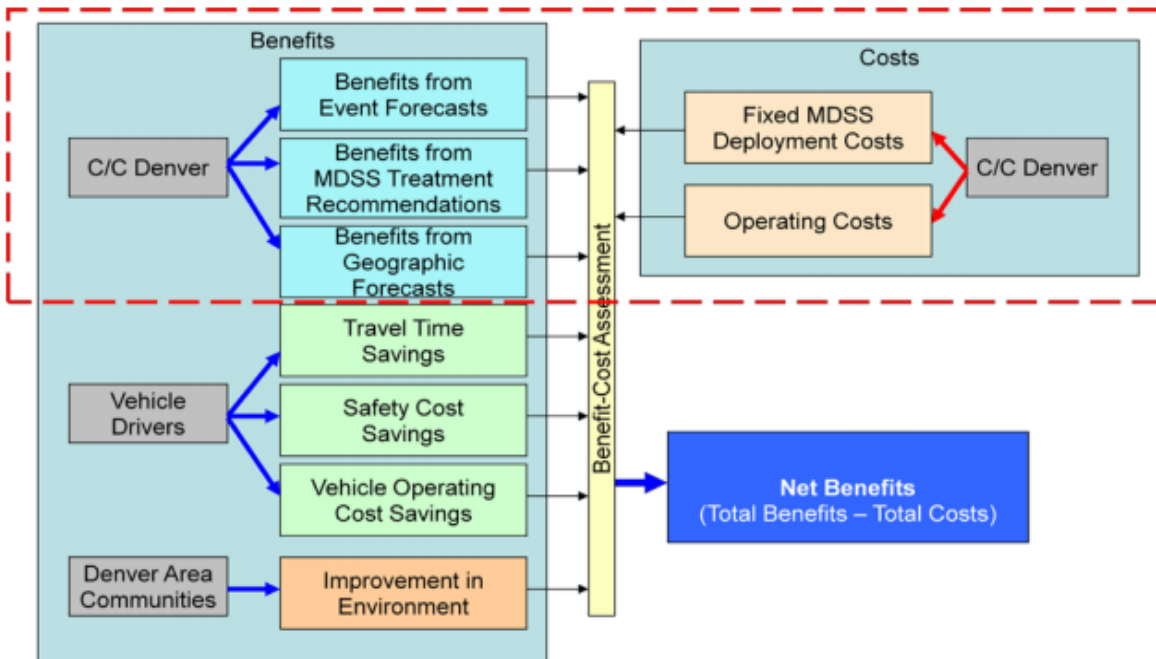 Benefits
C/C Denver
Benefits from
Event Forecasts
Benefits from
MDSS Treatment
Recommendations
Benefits from
Geographic
Forecasts
Vehicle
Drivers
Travel Time
Savings
Safety Cost
Savings
Vehicle Operating
Cost Savings
Denver Area
Communities
Improvement in
Environment
Benefit-Cost Assessment
Costs
Fixed MDSS
Deployment Costs
Operating Costs
C/C Denver
Net Benefits
(Total Benefits – Total Costs)